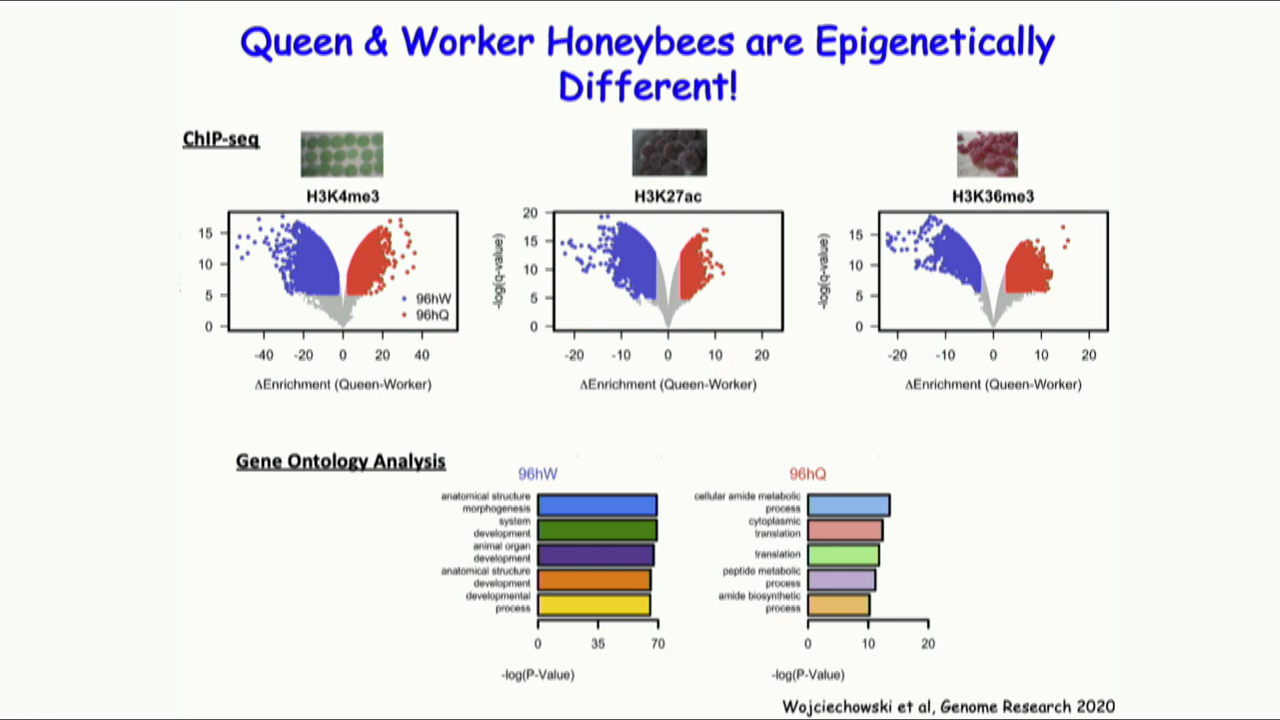 Queen & Worker Honeybees are Epigenetically
Different!
ChIP-seq
H3K4me3
H3K27ac
H3K36me3
15
10
5
0
-40 -20 0 20 40
96hW
96hQ
ΔEnrichment (Queen-Worker)
-log(q-value)
20
15
10
5
0
-20 -10 0 10 20
ΔEnrichment (Queen-Worker)
-log(q-value)
15
10
5
0
-20 -10 0 10 20
ΔEnrichment (Queen-Worker)
Gene Ontology Analysis
96hW
anatomical structure
morphogenesis
system
development
animal organ
development
anatomical structure
development
developmental
process
0 35 70
-log(P-Value)
96hQ
cellular amide metabolic
process
cytoplasmic
translation
translation
peptide metabolic
process
amide biosynthetic
process
0 10 20
-log(P-Value)
Wojciechowski et al, Genome Research 2020